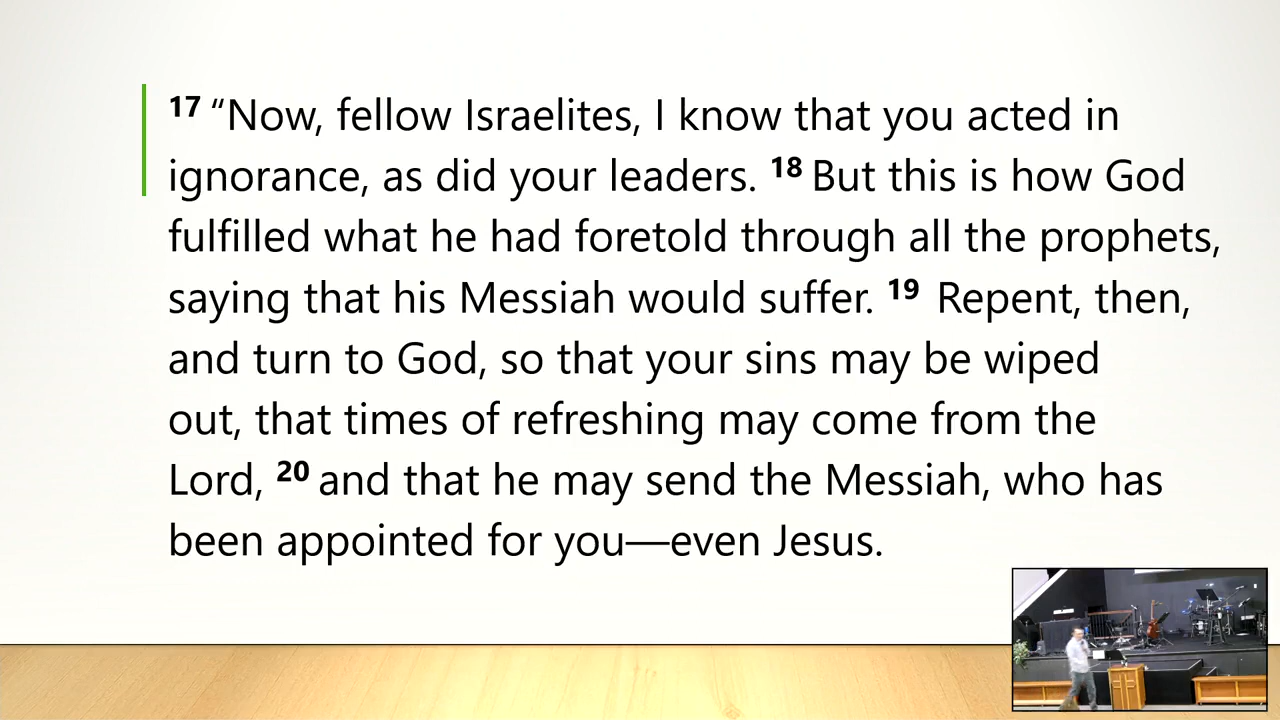 17 “Now, fellow Israelites, I know that you acted in
ignorance, as did your leaders. 18 But this is how God
fulfilled what he had foretold through all the prophets,
saying that his Messiah would suffer. 19 Repent, then,
and turn to God, so that your sins may be wiped
out, that times of refreshing may come from the
Lord, 20 and that he may send the Messiah, who has
been appointed for you—even Jesus.